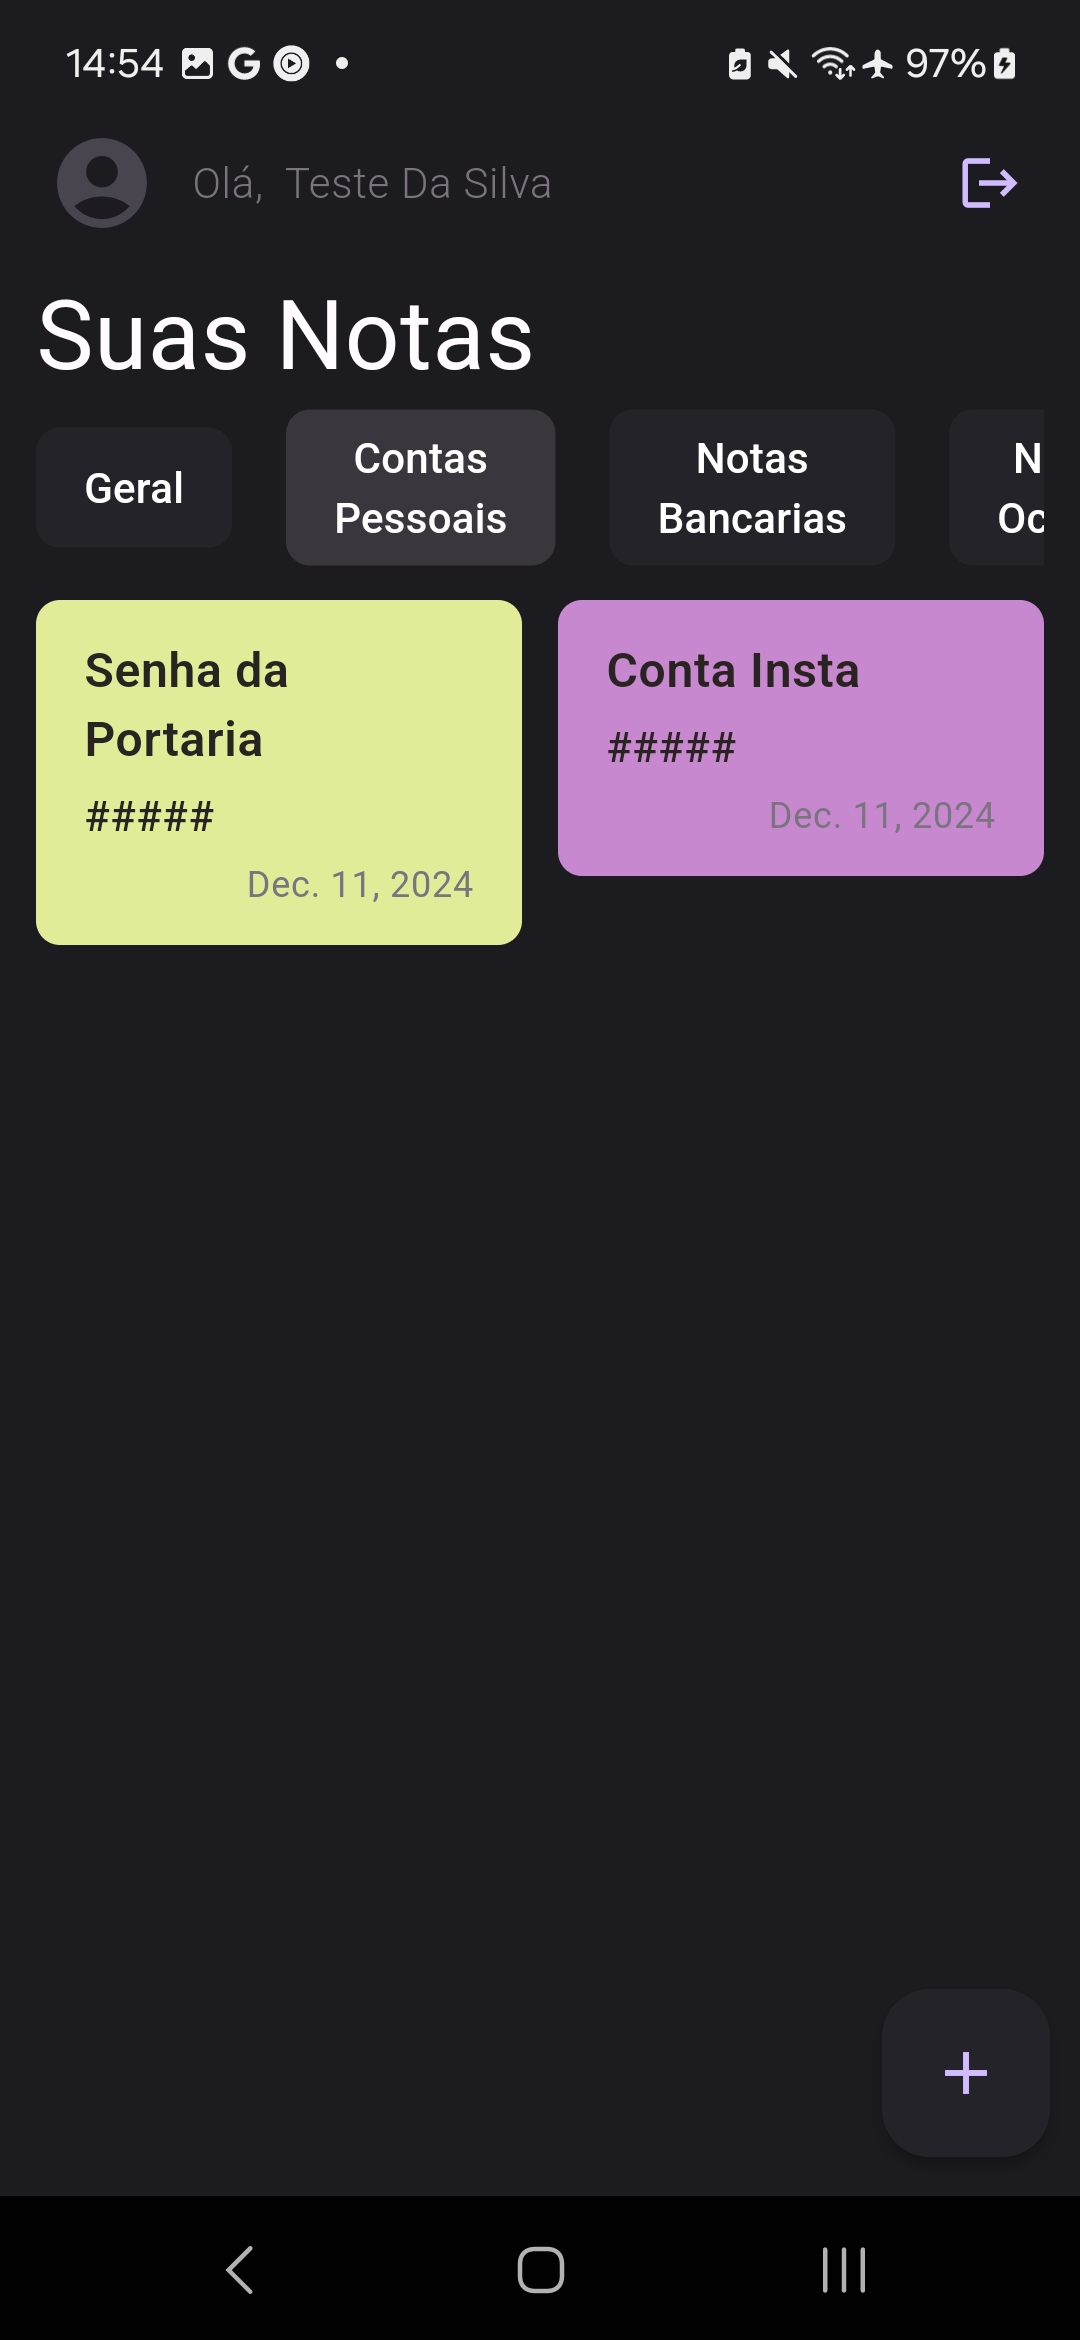 14:54
97%
Olá,  Teste Da Silva
Suas Notas
Geral
Contas
Pessoais
Notas
Bancarias
N
Oc
Senha da
Portaria
#####
Dec. 11, 2024
Conta Insta
#####
Dec. 11, 2024